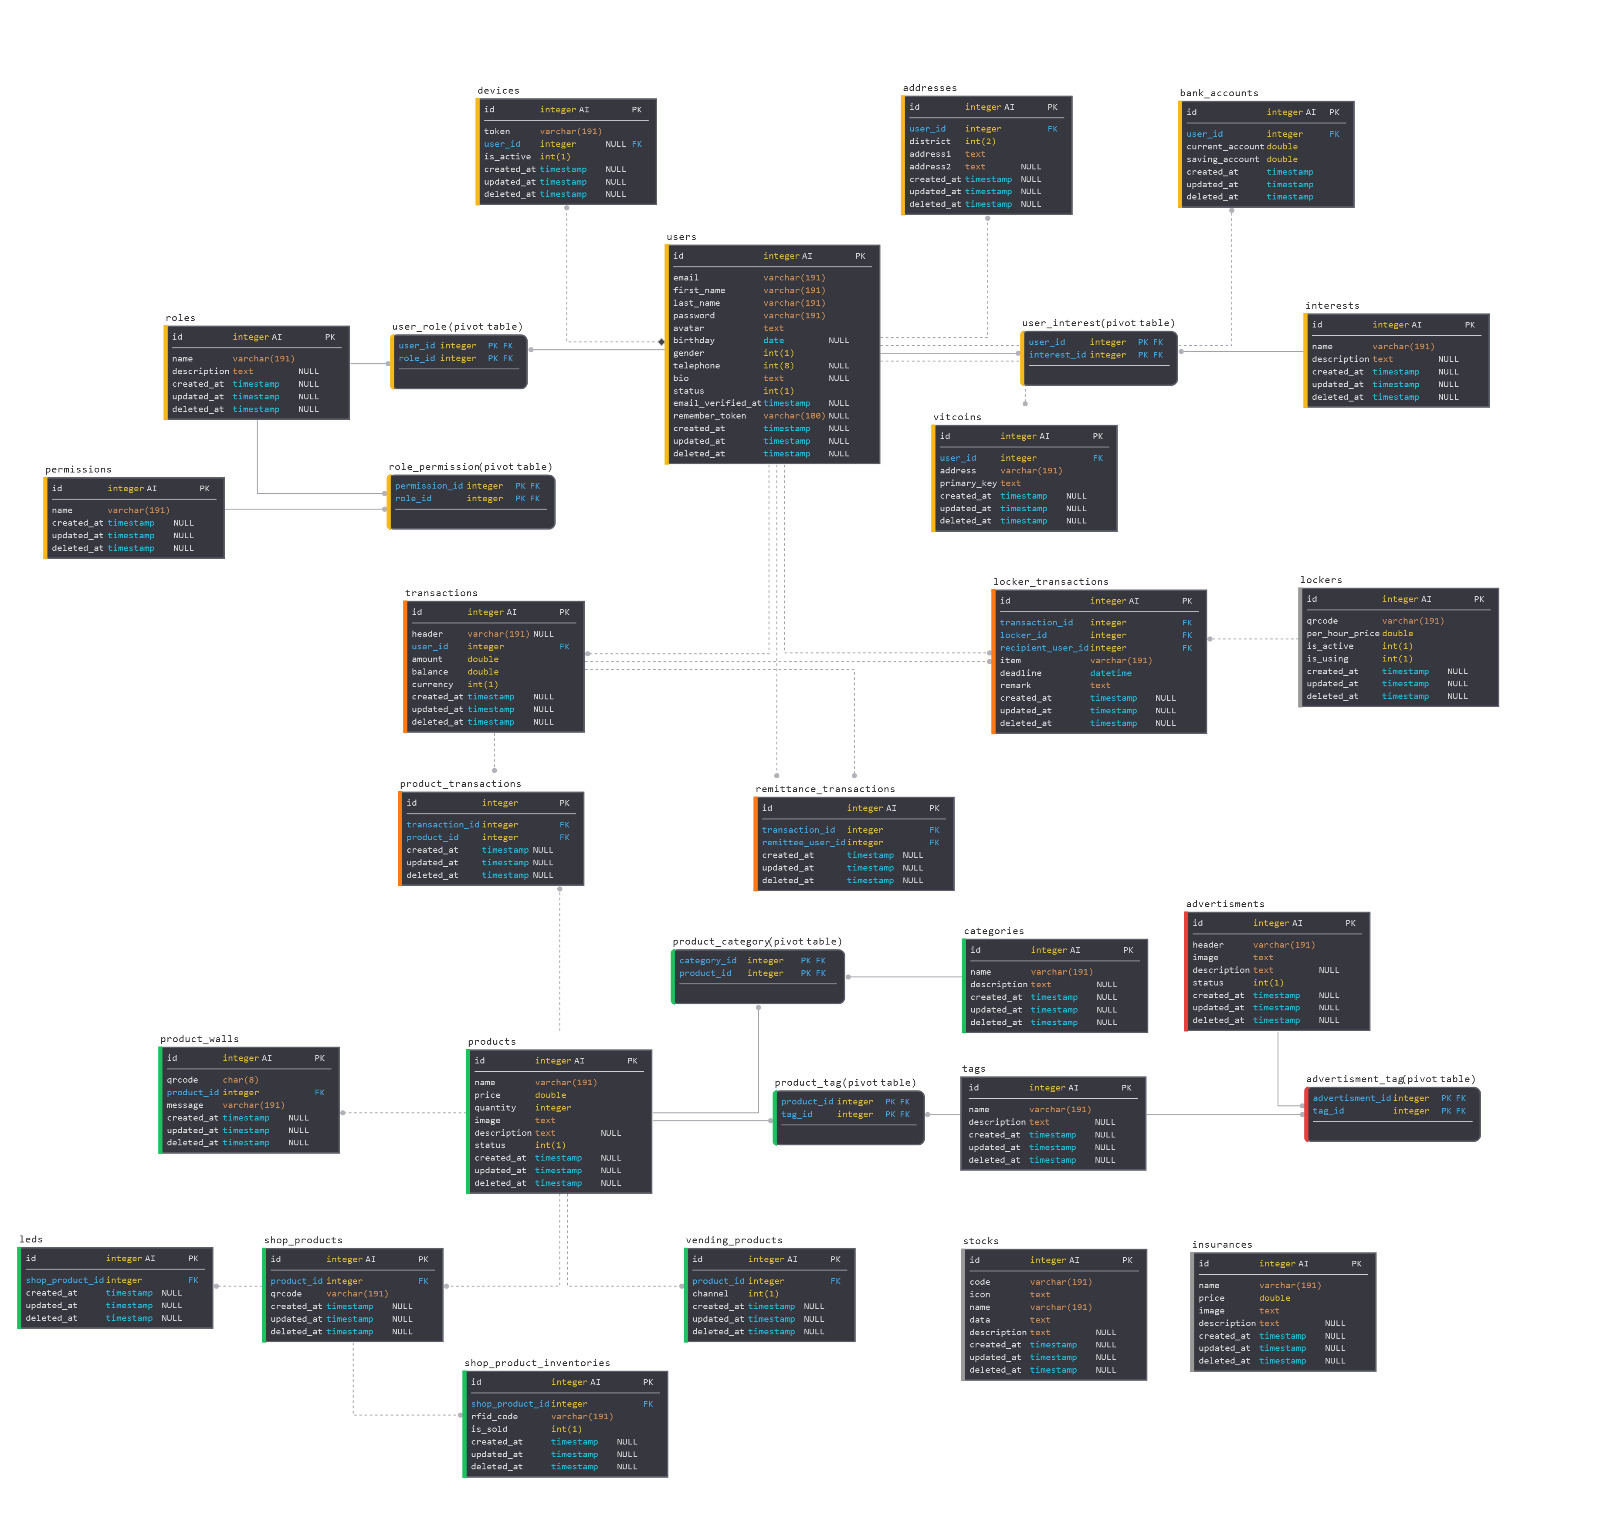 devices
id integer AI PK
token varchar(191)
user_id integer NULL FK
is_active int(1)
created_at timestamp NULL
updated_at timestamp NULL
deleted_at timestamp NULL
addresses
id integer AI PK
user_id integer FK
district int(2)
address1 text
address2 text NULL
created_at timestamp NULL
updated_at timestamp NULL
deleted_at timestamp NULL
bank_accounts
id integer AI PK
user_id integer FK
current_account double
saving_account double
created_at timestamp
updated_at timestamp
deleted_at timestamp
users
id integer AI PK
email varchar(191)
first_name varchar(191)
last_name varchar(191)
password varchar(191)
avatar text
birthday date NULL
gender int(1)
telephone int(8) NULL
bio text NULL
status int(1)
email_verified_at timestamp NULL
remember_token varchar(100) NULL
created_at timestamp NULL
updated_at timestamp NULL
deleted_at timestamp NULL
roles
id integer AI PK
name varchar(191)
description text NULL
created_at timestamp NULL
updated_at timestamp NULL
deleted_at timestamp NULL
user_role(pivot table)
user_id integer PK FK
role_id integer PK FK
user_interest(pivot table)
user_id integer PK FK
interest_id integer PK FK
interests
id integer AI PK
name varchar(191)
description text NULL
created_at timestamp NULL
updated_at timestamp NULL
deleted_at timestamp NULL
vitcoins
id integer AI PK
user_id integer FK
address varchar(191)
primary_key text
created_at timestamp NULL
updated_at timestamp NULL
deleted_at timestamp NULL
permissions
id integer AI PK
name varchar(191)
created_at timestamp NULL
updated_at timestamp NULL
deleted_at timestamp NULL
role_permission(pivot table)
permission_id integer PK FK
role_id integer PK FK
transactions
id integer AI PK
header varchar(191) NULL
user_id integer FK
amount double
balance double
currency int(1)
created_at timestamp NULL
updated_at timestamp NULL
deleted_at timestamp NULL
locker_transactions
id integer AI PK
transaction_id integer FK
locker_id integer FK
recipient_user_id integer FK
item varchar(191)
deadline datetime
remark text
created_at timestamp NULL
updated_at timestamp NULL
deleted_at timestamp NULL
lockers
id integer AI PK
qrcode varchar(191)
per_hour_price double
is_active int(1)
is_using int(1)
created_at timestamp NULL
updated_at timestamp NULL
deleted_at timestamp NULL
product_transactions
id integer PK
transaction_id integer FK
product_id integer FK
created_at timestamp NULL
updated_at timestamp NULL
deleted_at timestamp NULL
remittance_transactions
id integer AI PK
transaction_id integer FK
remittee_user_id integer FK
created_at timestamp NULL
updated_at timestamp NULL
deleted_at timestamp NULL
product_category(pivot table)
category_id integer PK FK
product_id integer PK FK
categories
id integer AI PK
name varchar(191)
description text NULL
created_at timestamp NULL
updated_at timestamp NULL
deleted_at timestamp NULL
advertisments
id integer AI PK
header varchar(191)
image text
description text NULL
status int(1)
created_at timestamp NULL
updated_at timestamp NULL
deleted_at timestamp NULL
product_walls
id integer AI PK
qrcode char(8)
product_id integer FK
message varchar(191)
created_at timestamp NULL
updated_at timestamp NULL
deleted_at timestamp NULL
products
id integer AI PK
name varchar(191)
price double
quantity integer
image text
description text NULL
status int(1)
created_at timestamp NULL
updated_at timestamp NULL
deleted_at timestamp NULL
product_tag(pivot table)
product_id integer PK FK
tag_id integer PK FK
tags
id integer AI PK
name varchar(191)
description text NULL
created_at timestamp NULL
updated_at timestamp NULL
deleted_at timestamp NULL
advertisment_tag(pivot table)
advertisment_id integer PK FK
tag_id integer PK FK
leds
id integer AI PK
shop_product_id integer FK
created_at timestamp NULL
updated_at timestamp NULL
deleted_at timestamp NULL
shop_products
id integer AI PK
product_id integer FK
qrcode varchar(191)
created_at timestamp NULL
updated_at timestamp NULL
deleted_at timestamp NULL
vending_products
id integer AI PK
product_id integer FK
channel int(1)
created_at timestamp NULL
updated_at timestamp NULL
deleted_at timestamp NULL
stocks
id integer AI PK
code varchar(191)
icon text
name varchar(191)
data text
description text NULL
created_at timestamp NULL
updated_at timestamp NULL
deleted_at timestamp NULL
insurances
id integer AI PK
name varchar(191)
price double
image text
description text NULL
created_at timestamp NULL
updated_at timestamp NULL
deleted_at timestamp NULL
shop_product_inventories
id integer AI PK
shop_product_id integer FK
rfid_code varchar(191)
is_sold int(1)
created_at timestamp NULL
updated_at timestamp NULL
deleted_at timestamp NULL